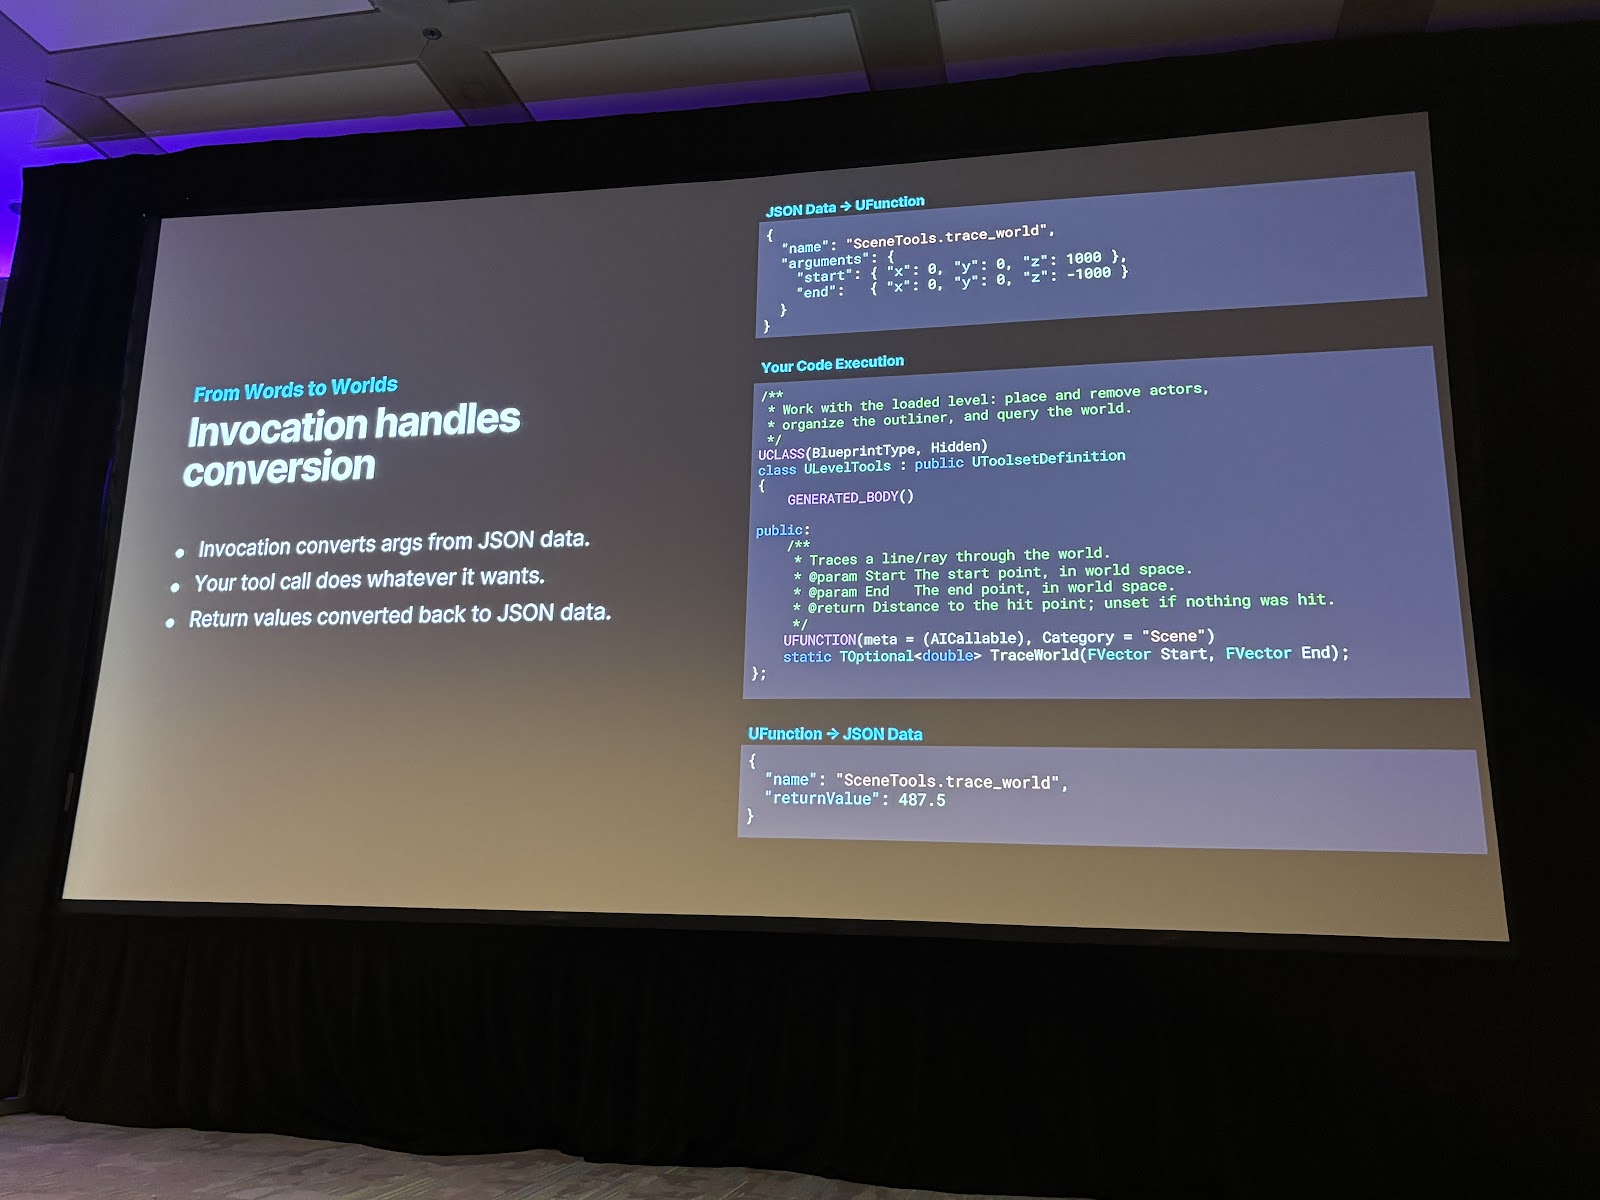 From Words to Worlds
Invocation handles
conversion
• Invocation converts args from JSON data.
• Your tool call does whatever it wants.
• Return values converted back to JSON data.
JSON Data → UFunction
{
  "name": "SceneTools.trace_world",
  "arguments": {
    "start": { "x": 0, "y": 0, "z": 1000 },
    "end":   { "x": 0, "y": 0, "z": -1000 }
  }
}
Your Code Execution
/**
 * Work with the loaded level: place and remove actors,
 * organize the outliner, and query the world.
 */
UCLASS(BlueprintType, Hidden)
class ULevelTools : public UToolsetDefinition
{
    GENERATED_BODY()
public:
    /**
     * Traces a line/ray through the world.
     * @param Start The start point, in world space.
     * @param End   The end point, in world space.
     * @return Distance to the hit point; unset if nothing was hit.
     */
    UFUNCTION(meta = (AICallable), Category = "Scene")
    static TOptional<double> TraceWorld(FVector Start, FVector End);
};
UFunction → JSON Data
{
  "name": "SceneTools.trace_world",
  "returnValue": 487.5
}